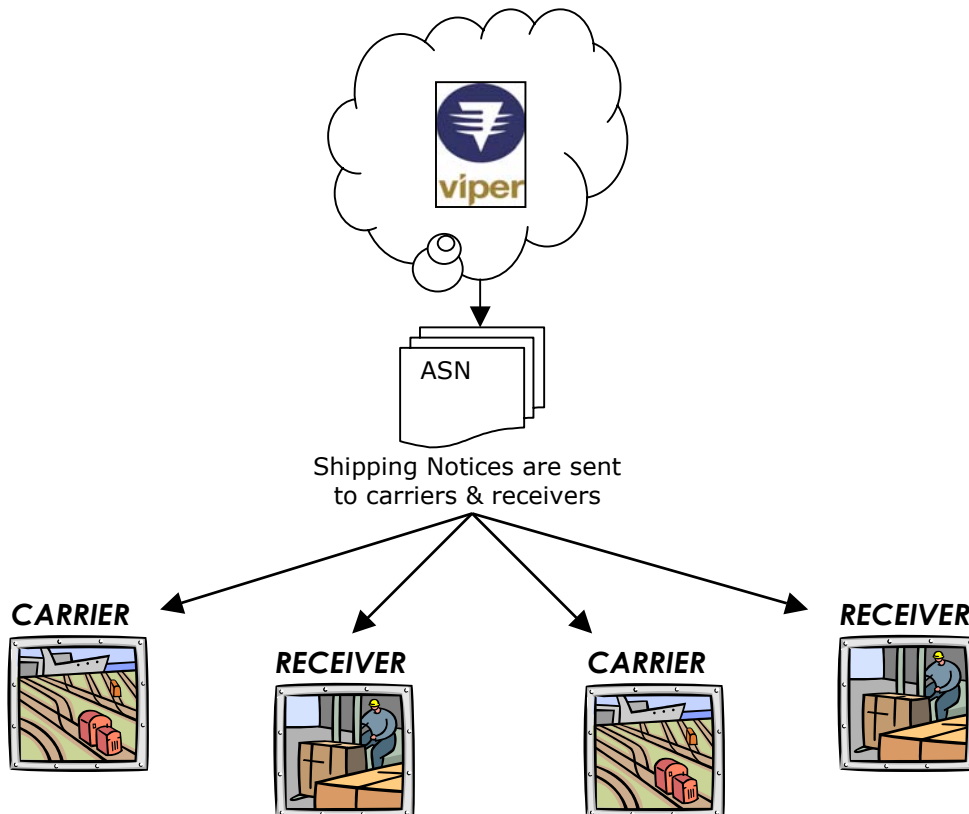 viper
ASN
Shipping Notices are sent
to carriers & receivers
CARRIER
RECEIVER
RECEIVER
CARRIER